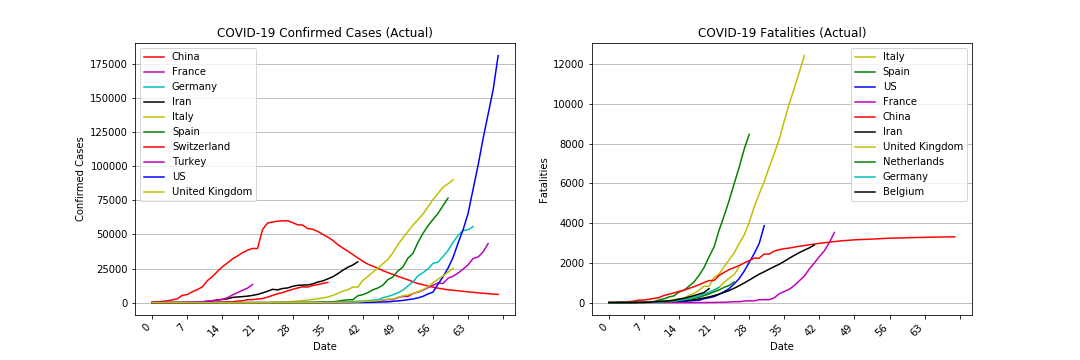 COVID-19 Confirmed Cases (Actual)
Confirmed Cases
175000
150000
125000
100000
75000
50000
25000
0
China
France
Germany
Iran
Italy
Spain
Switzerland
Turkey
US
United Kingdom
0 7 14 21 28 35 42 49 56 63
Date
COVID-19 Fatalities (Actual)
Fatalities
12000
10000
8000
6000
4000
2000
0
Italy
Spain
US
France
China
Iran
United Kingdom
Netherlands
Germany
Belgium
0 7 14 21 28 35 42 49 56 63
Date